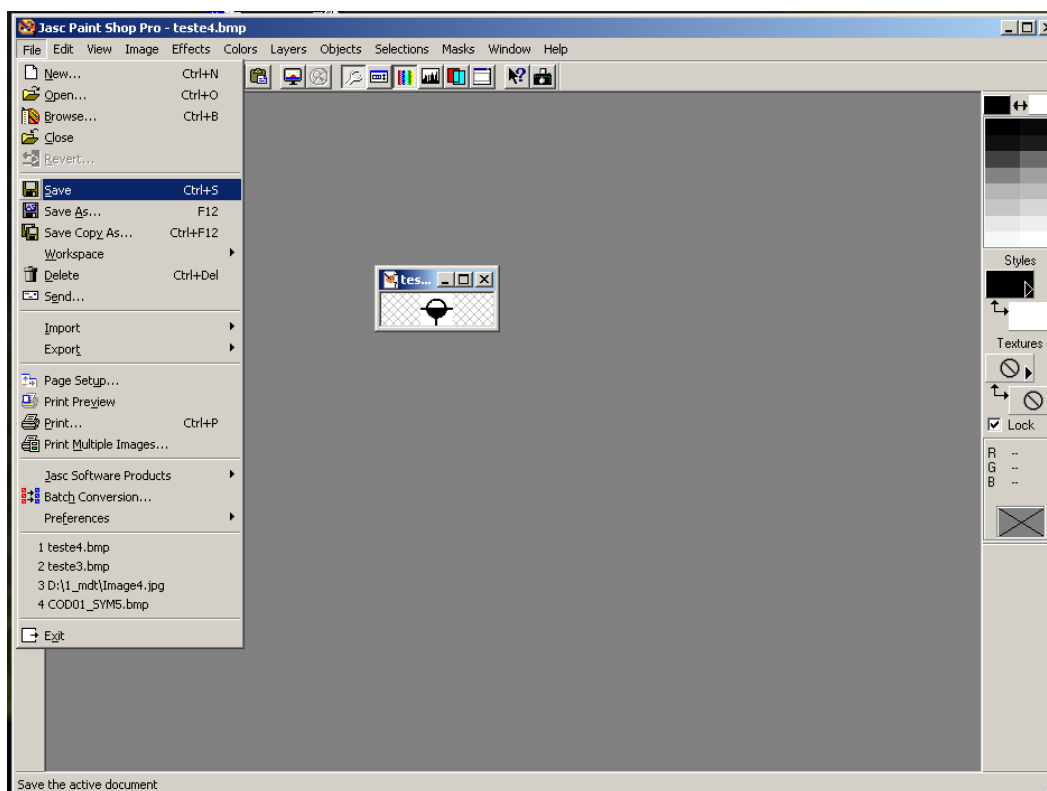 Jasc Paint Shop Pro - teste4.bmp
File Edit View Image Effects Colors Layers Objects Selections Masks Window Help
New... Ctrl+N
Open... Ctrl+O
Browse... Ctrl+B
Close
Revert...
Save Ctrl+S
Save As... F12
Save Copy As... Ctrl+F12
Workspace
Delete Ctrl+Del
Send...
Import
Export
Page Setup...
Print Preview
Print... Ctrl+P
Print Multiple Images...
Jasc Software Products
Batch Conversion...
Preferences
1 teste4.bmp
2 teste3.bmp
3 D:\1_mdt\Image4.jpg
4 COD01_SYM5.bmp
Exit
tes...
Styles
Textures
Lock
R --
G --
B --
Save the active document